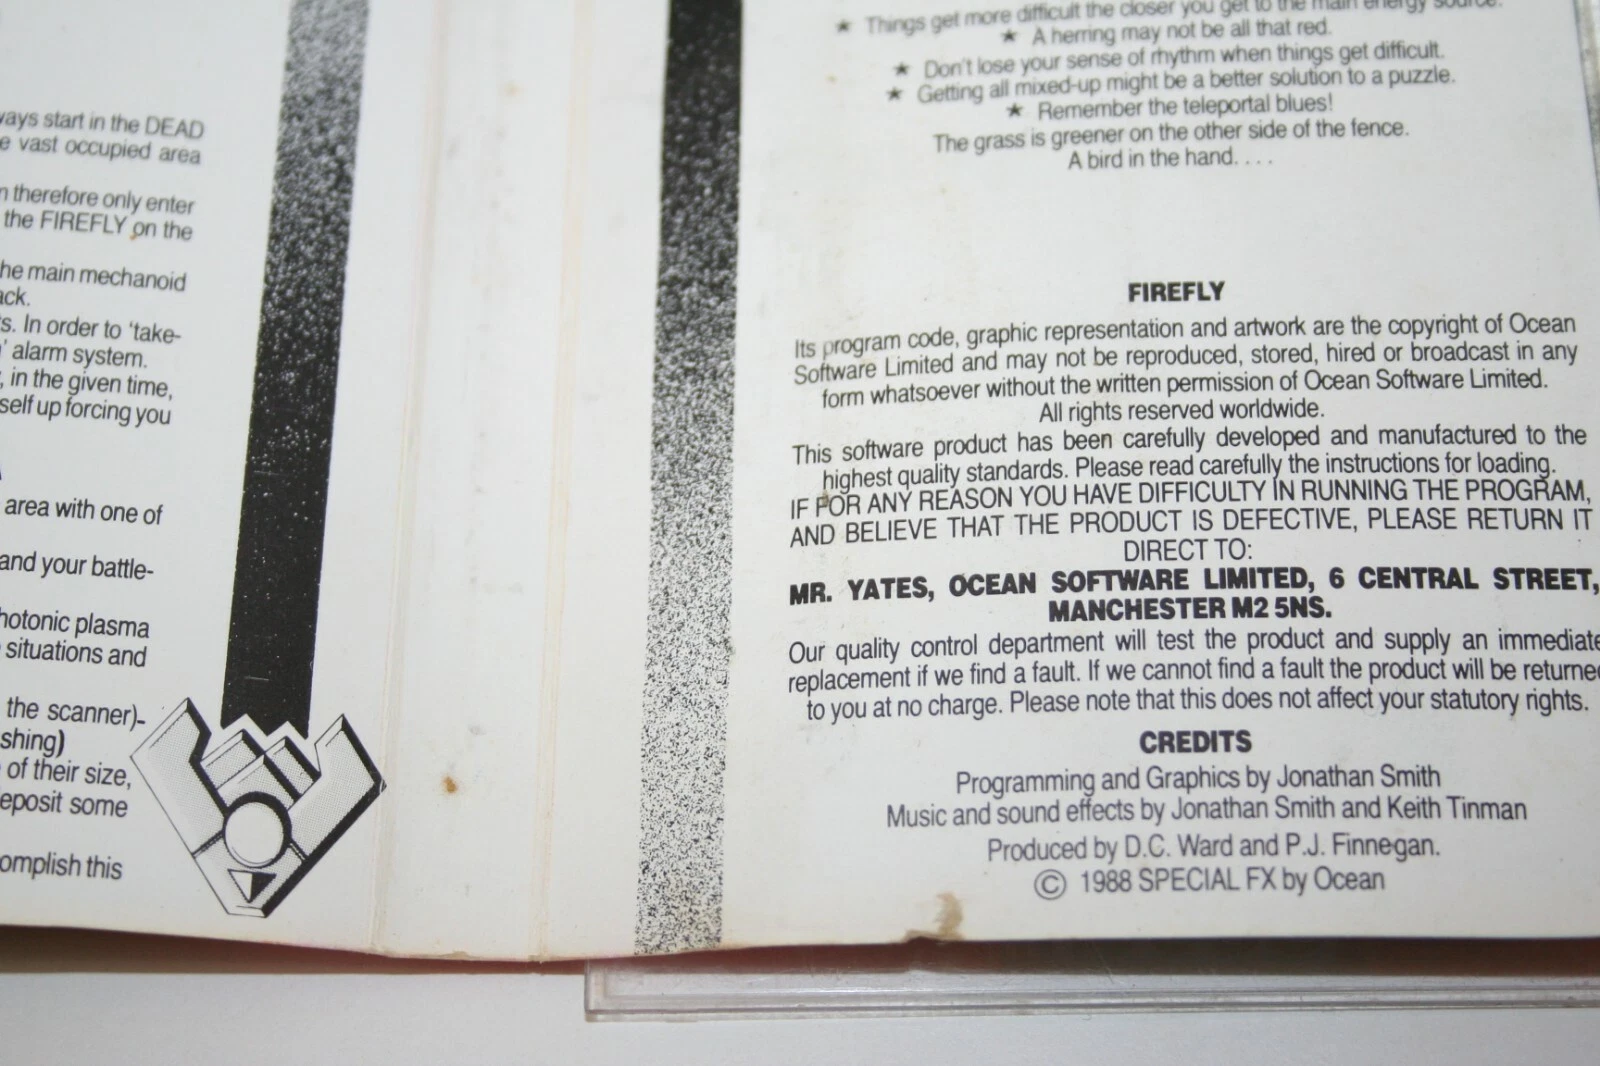 ways start in the DEAD
e vast occupied area
n therefore only enter
the FIREFLY on the
he main mechanoid
ack.
s. In order to 'take-
' alarm system.
, in the given time,
self up forcing you
area with one of
and your battle-
hotonic plasma
situations and
the scanner)-
shing)
of their size,
eposit some
omplish this
★ Things get more difficult the closer you get to the main energy source.
★ A herring may not be all that red.
★ Don't lose your sense of rhythm when things get difficult.
★ Getting all mixed-up might be a better solution to a puzzle.
★ Remember the teleportal blues!
The grass is greener on the other side of the fence.
A bird in the hand. . . .
FIREFLY
Its program code, graphic representation and artwork are the copyright of Ocean
Software Limited and may not be reproduced, stored, hired or broadcast in any
form whatsoever without the written permission of Ocean Software Limited.
All rights reserved worldwide.
This software product has been carefully developed and manufactured to the
highest quality standards. Please read carefully the instructions for loading.
IF FOR ANY REASON YOU HAVE DIFFICULTY IN RUNNING THE PROGRAM,
AND BELIEVE THAT THE PRODUCT IS DEFECTIVE, PLEASE RETURN IT
DIRECT TO:
MR. YATES, OCEAN SOFTWARE LIMITED, 6 CENTRAL STREET,
MANCHESTER M2 5NS.
Our quality control department will test the product and supply an immediate
replacement if we find a fault. If we cannot find a fault the product will be returned
to you at no charge. Please note that this does not affect your statutory rights.
CREDITS
Programming and Graphics by Jonathan Smith
Music and sound effects by Jonathan Smith and Keith Tinman
Produced by D.C. Ward and P.J. Finnegan.
© 1988 SPECIAL FX by Ocean